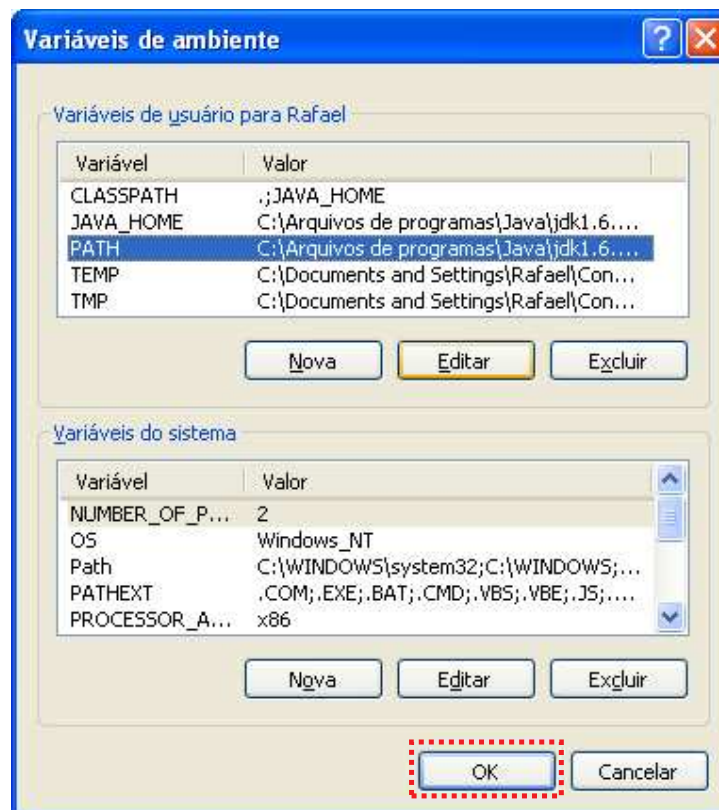 Variáveis de ambiente
Variáveis de usuário para Rafael
Variável Valor
CLASSPATH .;JAVA_HOME
JAVA_HOME C:\Arquivos de programas\Java\jdk1.6....
PATH C:\Arquivos de programas\Java\jdk1.6....
TEMP C:\Documents and Settings\Rafael\Con...
TMP C:\Documents and Settings\Rafael\Con...
Nova Editar Excluir
Variáveis do sistema
Variável Valor
NUMBER_OF_P... 2
OS Windows_NT
Path C:\WINDOWS\system32;C:\WINDOWS;...
PATHEXT .COM;.EXE;.BAT;.CMD;.VBS;.VBE;.JS;....
PROCESSOR_A... x86
Nova Editar Excluir
OK Cancelar